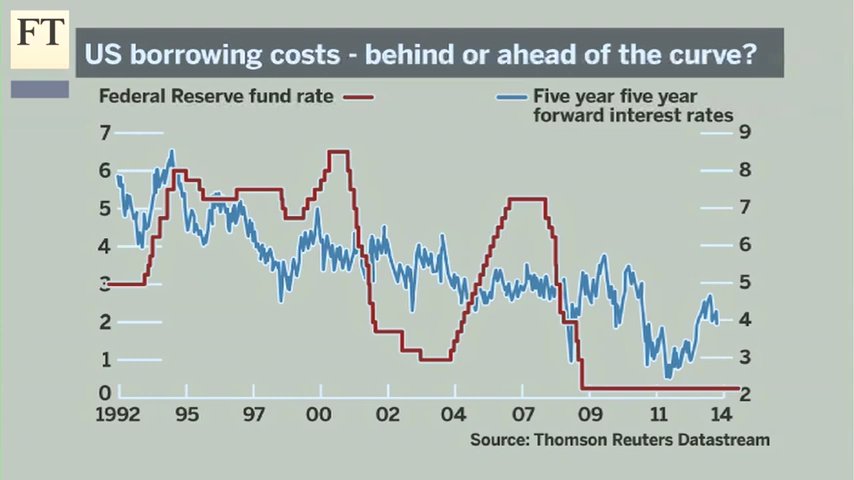 FT
US borrowing costs - behind or ahead of the curve?
Federal Reserve fund rate
Five year five year
forward interest rates
7
6
5
4
3
2
1
0
9
8
7
6
5
4
3
2
1992 95 97 00 02 04 07 09 11 14
Source: Thomson Reuters Datastream